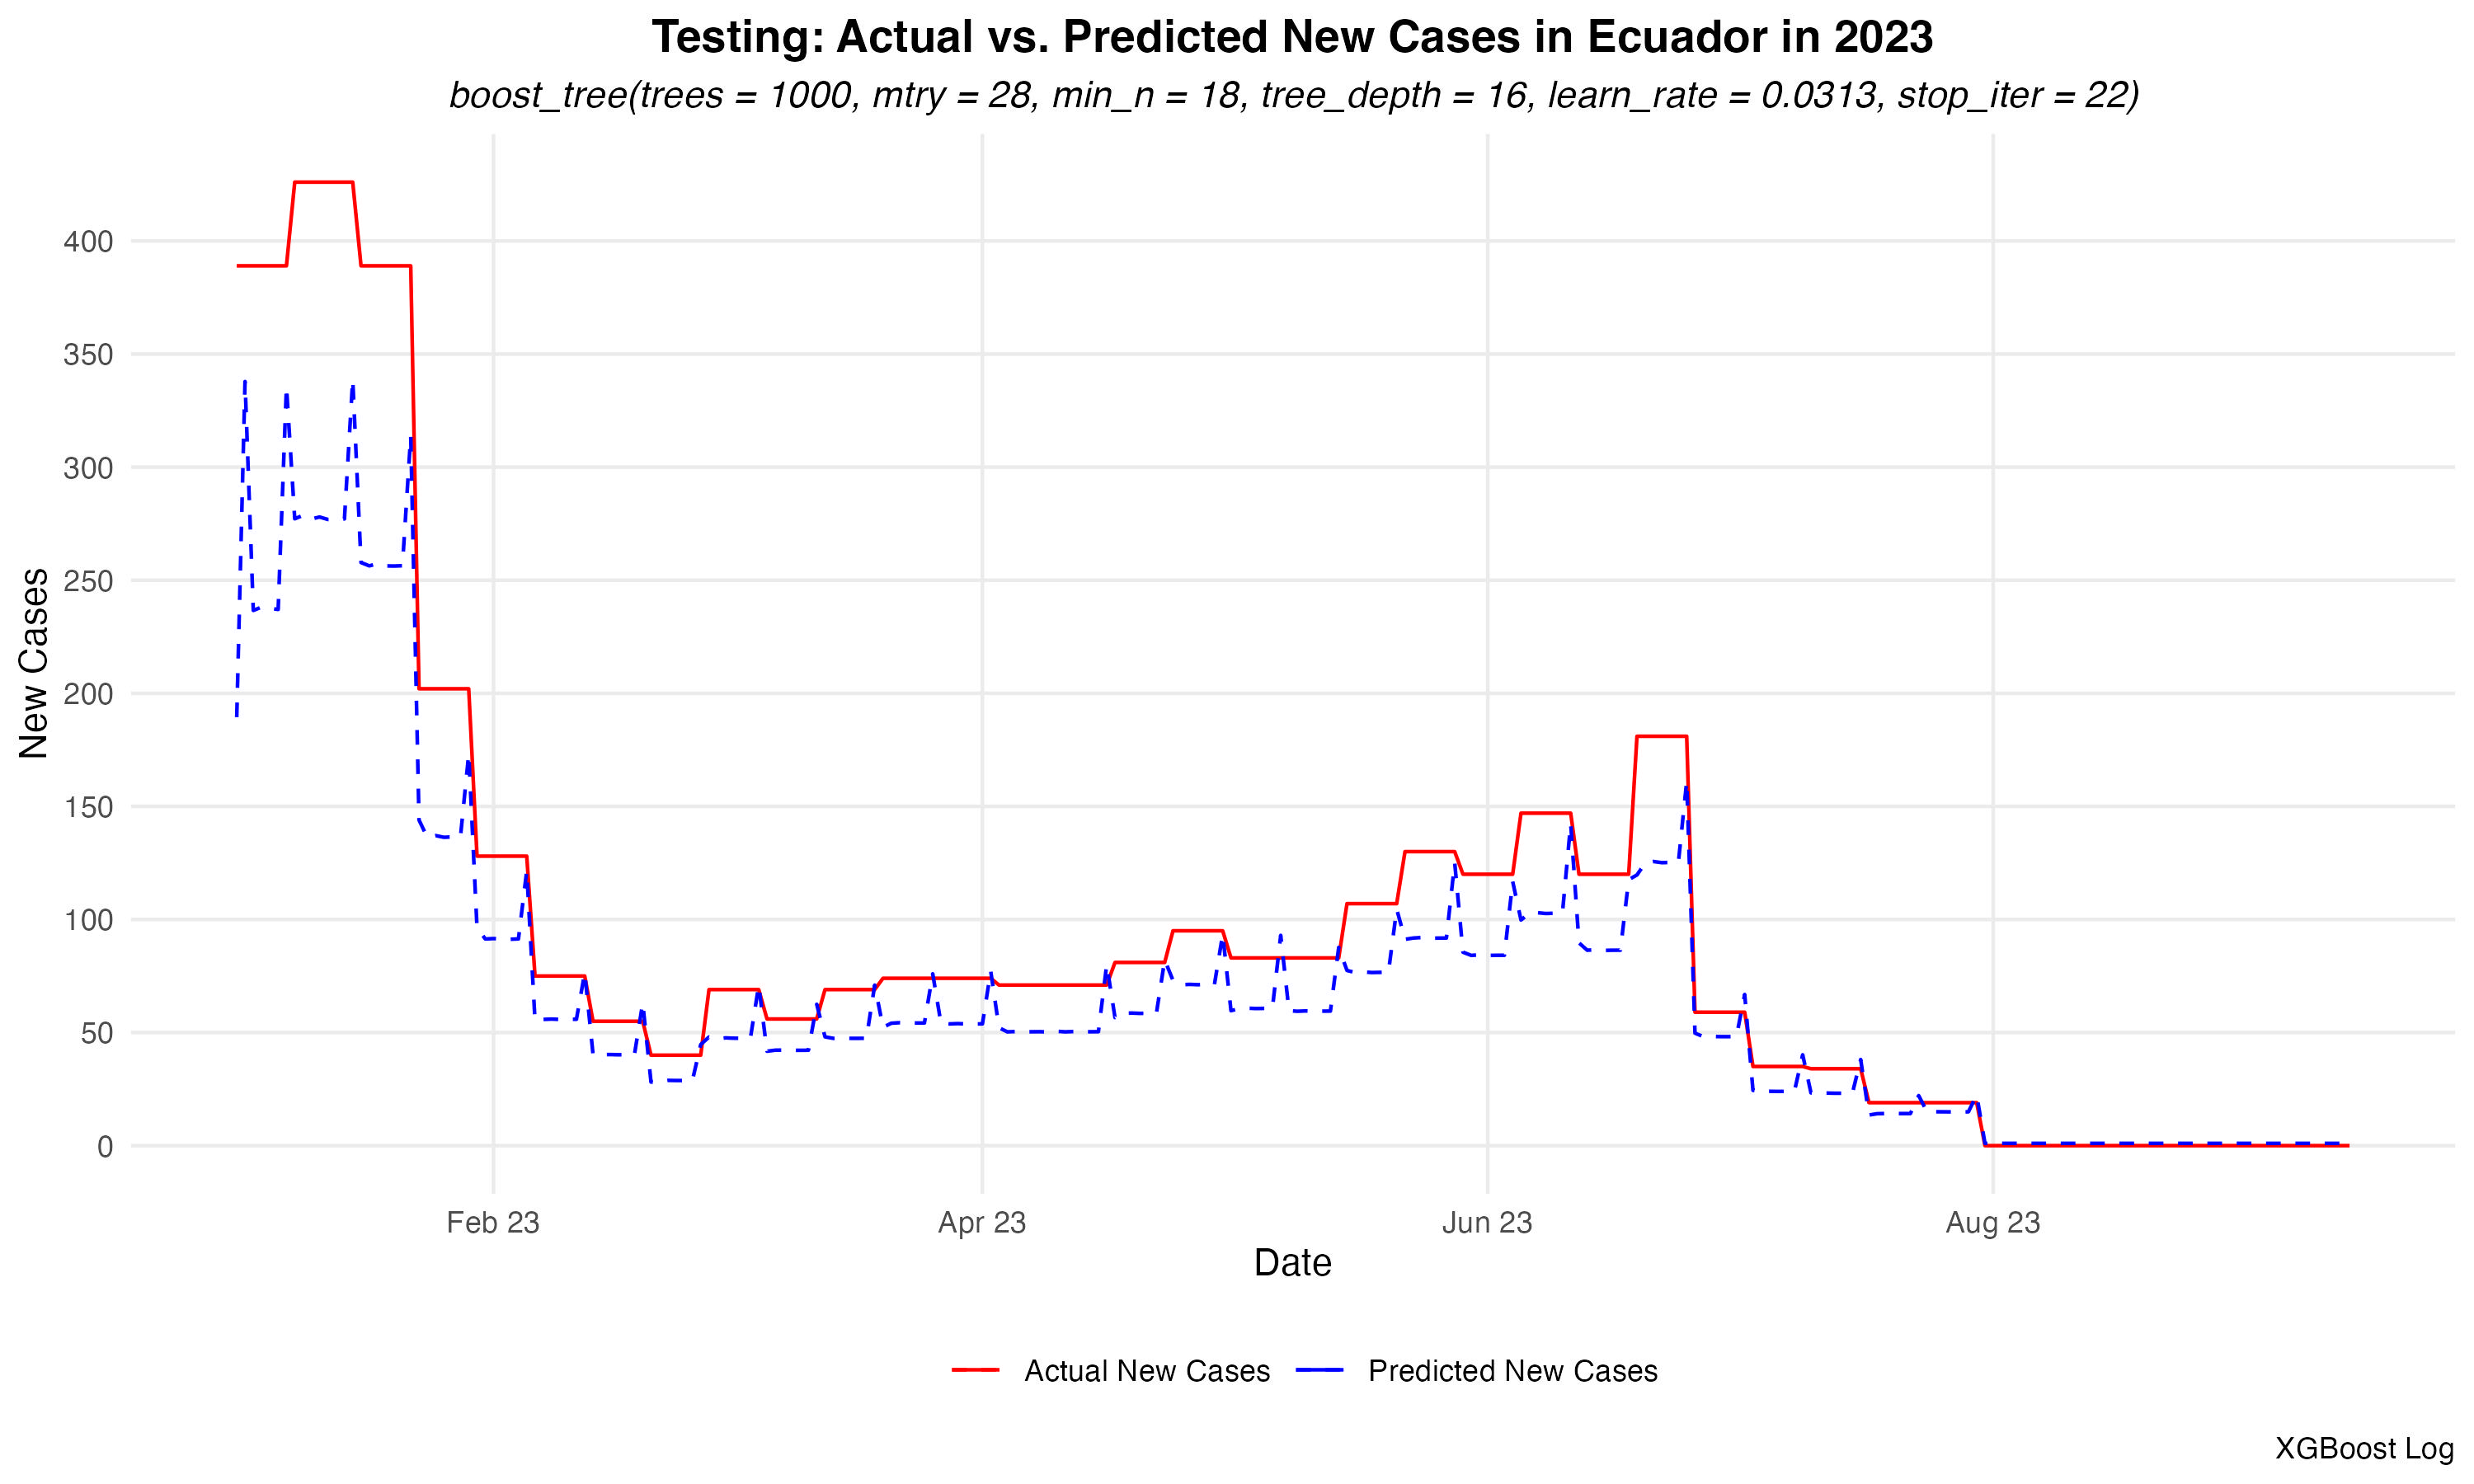 Testing: Actual vs. Predicted New Cases in Ecuador in 2023
boost_tree(trees = 1000, mtry = 28, min_n = 18, tree_depth = 16, learn_rate = 0.0313, stop_iter = 22)
New Cases
400
350
300
250
200
150
100
50
0
Feb 23 Apr 23 Jun 23 Aug 23
Date
Actual New Cases Predicted New Cases
XGBoost Log